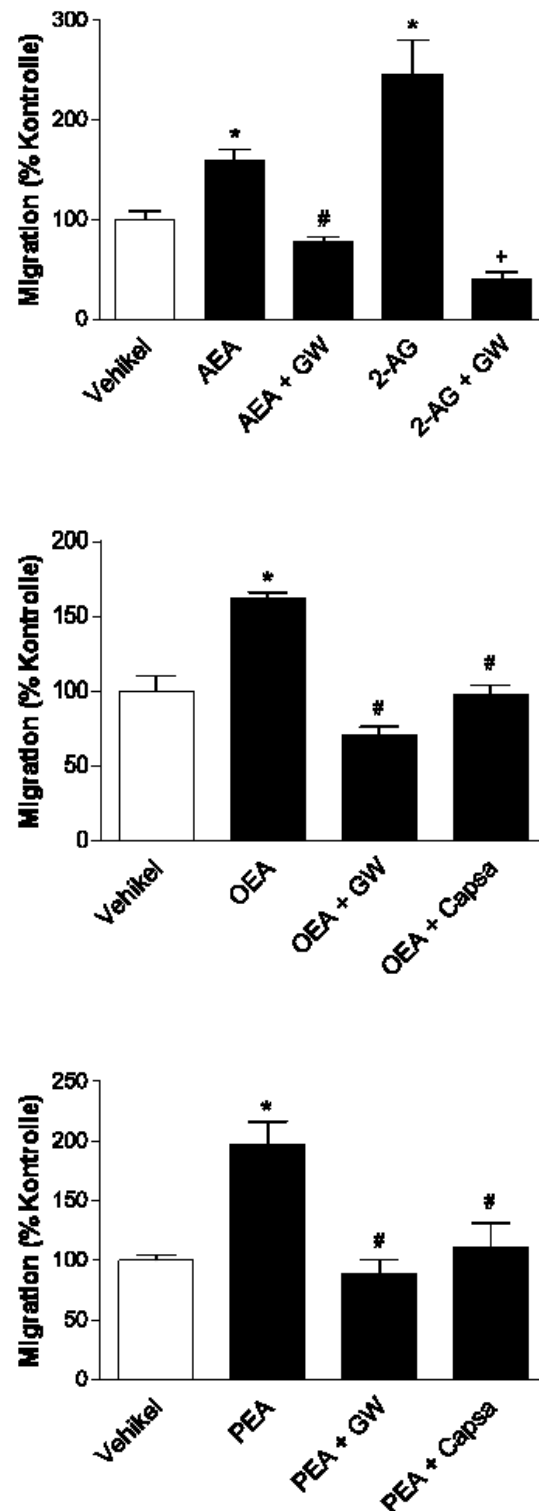 Migration (% Kontrolle)
300
200
100
0
*
#
*
+
Vehikel
AEA
AEA + GW
2-AG
2-AG + GW
Migration (% Kontrolle)
200
150
100
50
0
*
#
#
Vehikel
OEA
OEA + GW
OEA + Capsa
Migration (% Kontrolle)
250
200
150
100
50
0
*
#
#
Vehikel
PEA
PEA + GW
PEA + Capsa